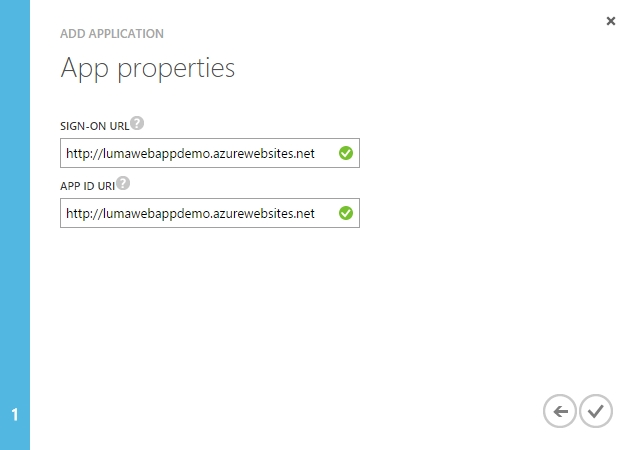 ADD APPLICATION
App properties
SIGN-ON URL?
http://lumawebappdemo.azurewebsites.net
APP ID URI?
http://lumawebappdemo.azurewebsites.net
1